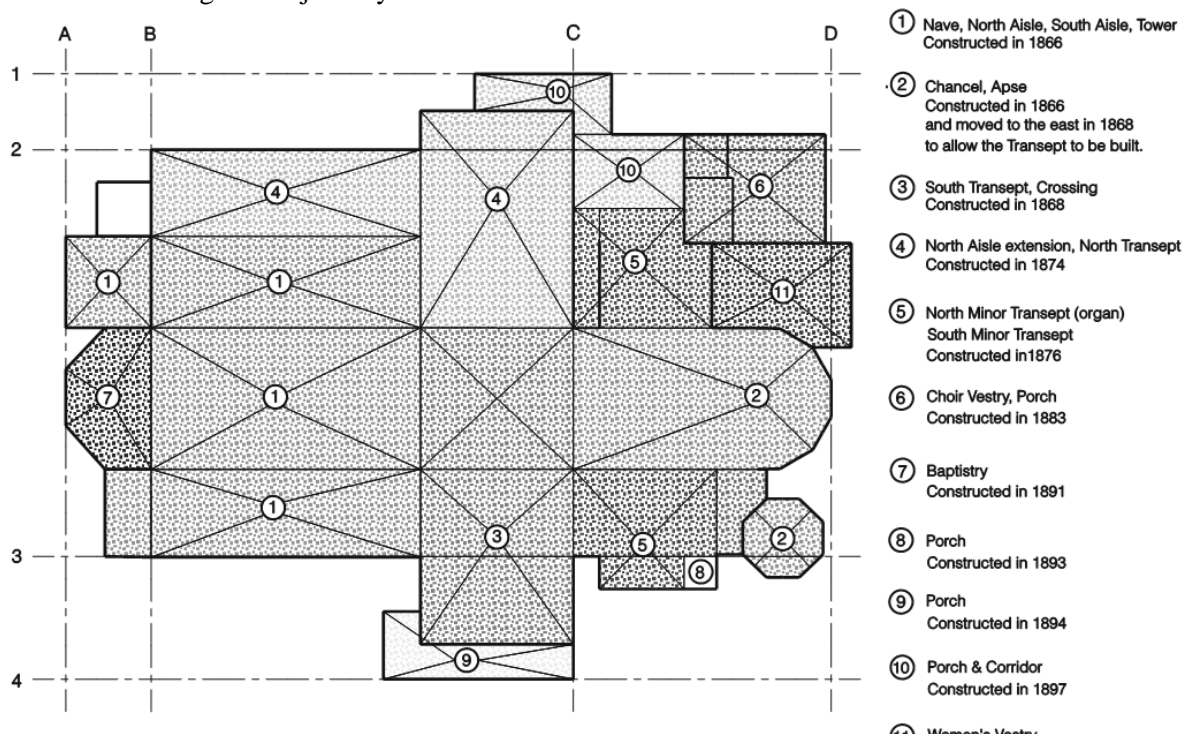 A B C D
1
2
3
4
10
4
4
10
6
1
1
5
11
7
1
2
1
3
5
2
8
9
1 Nave, North Aisle, South Aisle, Tower
Constructed in 1866
2 Chancel, Apse
Constructed in 1866
and moved to the east in 1868
to allow the Transept to be built.
3 South Transept, Crossing
Constructed in 1868
4 North Aisle extension, North Transept
Constructed in 1874
5 North Minor Transept (organ)
South Minor Transept
Constructed in1876
6 Choir Vestry, Porch
Constructed in 1883
7 Baptistry
Constructed in 1891
8 Porch
Constructed in 1893
9 Porch
Constructed in 1894
10 Porch & Corridor
Constructed in 1897
11 Women's Vestry